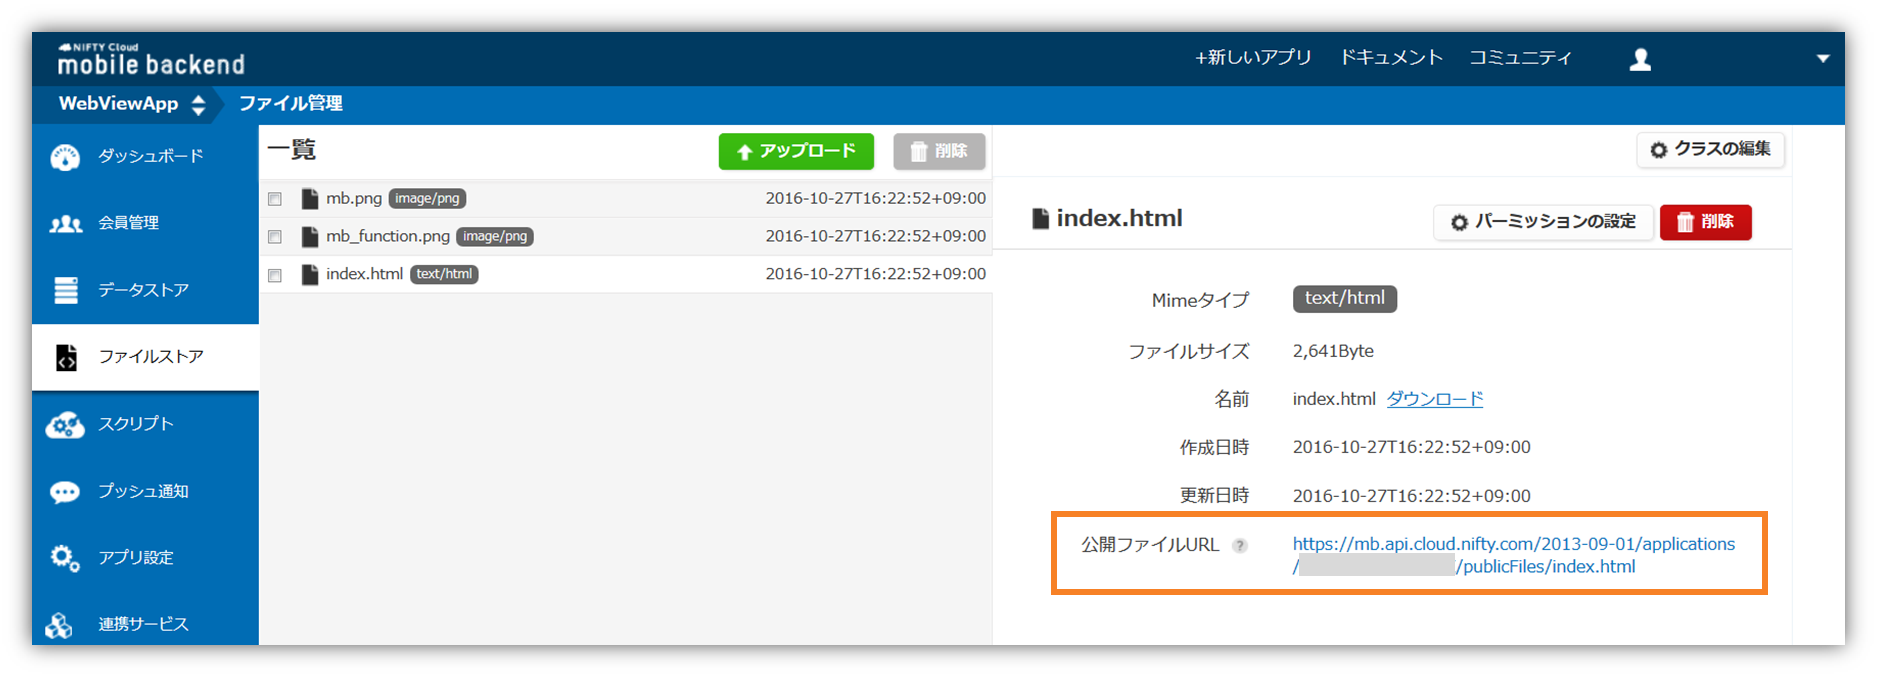 NIFTY Cloud
mobile backend
+新しいアプリ ドキュメント コミュニティ
WebViewApp ファイル管理
ダッシュボード
会員管理
データストア
ファイルストア
スクリプト
プッシュ通知
アプリ設定
連携サービス
一覧 アップロード 削除
mb.png image/png 2016-10-27T16:22:52+09:00
mb_function.png image/png 2016-10-27T16:22:52+09:00
index.html text/html 2016-10-27T16:22:52+09:00
クラスの編集
index.html パーミッションの設定 削除
Mimeタイプ text/html
ファイルサイズ 2,641Byte
名前 index.html ダウンロード
作成日時 2016-10-27T16:22:52+09:00
更新日時 2016-10-27T16:22:52+09:00
公開ファイルURL ? https://mb.api.cloud.nifty.com/2013-09-01/applications
/ /publicFiles/index.html